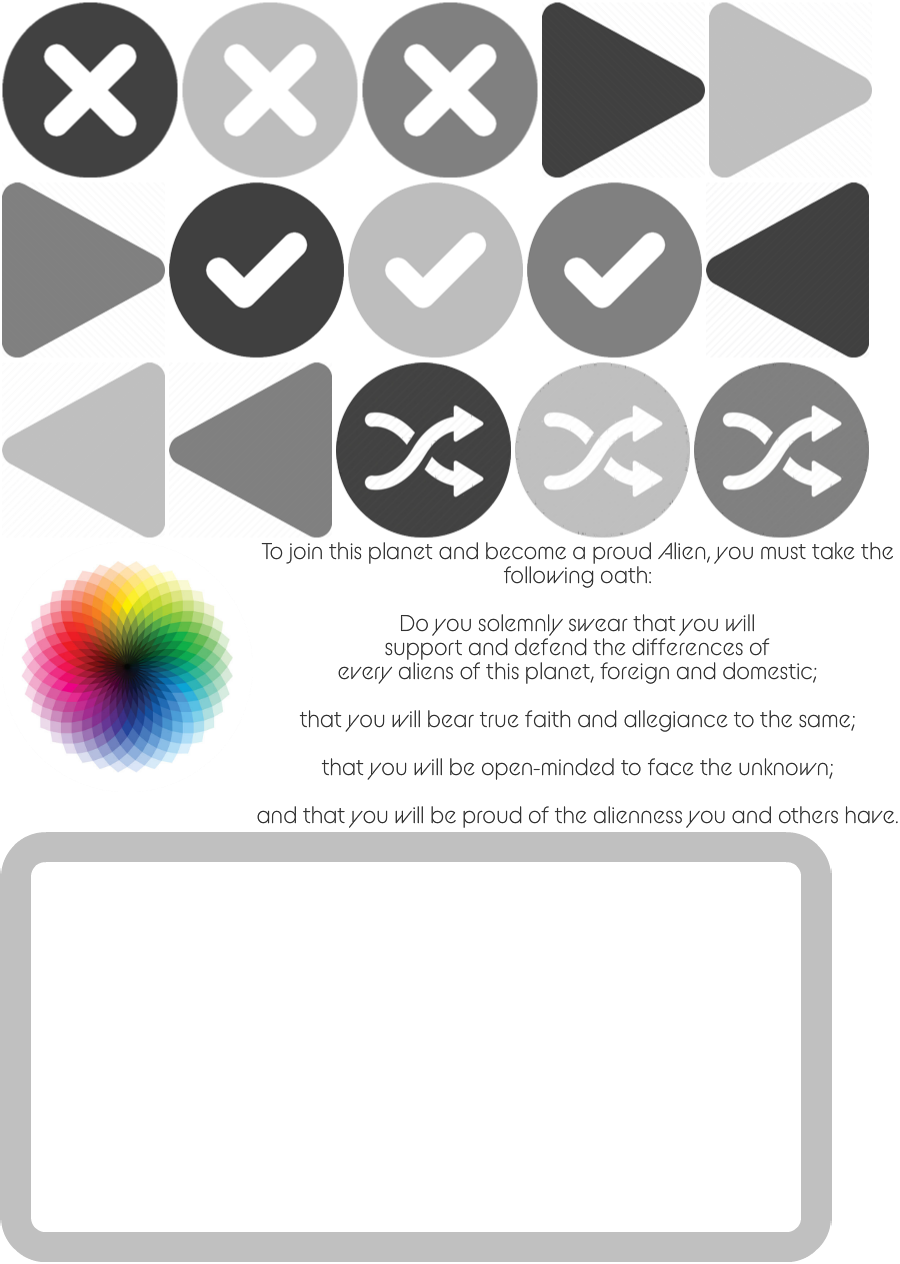 To join this planet and become a proud Alien, you must take the
following oath:
Do you solemnly swear that you will
support and defend the differences of
every aliens of this planet, foreign and domestic;
that you will bear true faith and allegiance to the same;
that you will be open-minded to face the unknown;
and that you will be proud of the alienness you and others have.